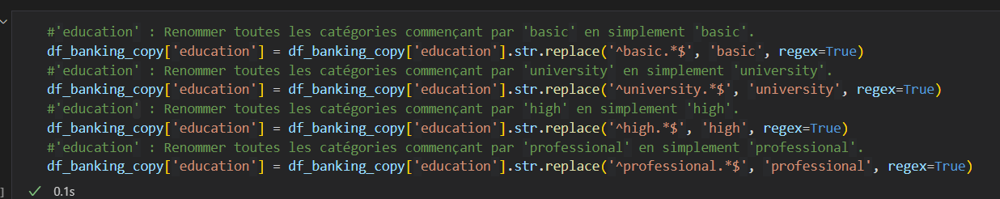 #'education' : Renommer toutes les catégories commençant par 'basic' en simplement 'basic'.
df_banking_copy['education'] = df_banking_copy['education'].str.replace('^basic.*$', 'basic', regex=True)
#'education' : Renommer toutes les catégories commençant par 'university' en simplement 'university'.
df_banking_copy['education'] = df_banking_copy['education'].str.replace('^university.*$', 'university', regex=True)
#'education' : Renommer toutes les catégories commençant par 'high' en simplement 'high'.
df_banking_copy['education'] = df_banking_copy['education'].str.replace('^high.*$', 'high', regex=True)
#'education' : Renommer toutes les catégories commençant par 'professional' en simplement 'professional'.
df_banking_copy['education'] = df_banking_copy['education'].str.replace('^professional.*$', 'professional', regex=True)
] ✓ 0.1s